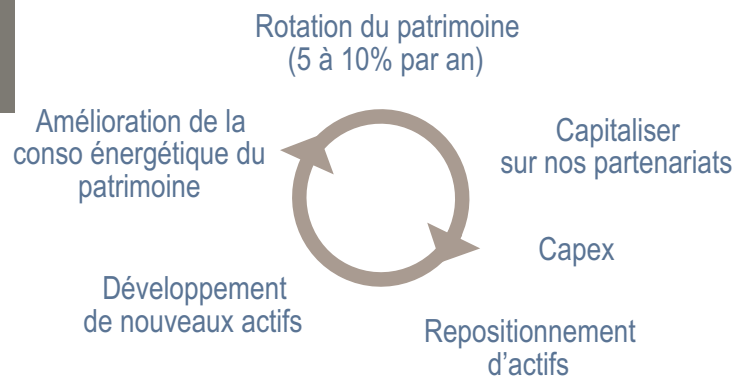 Rotation du patrimoine
(5 à 10% par an)
Capitaliser
sur nos partenariats
Capex
Repositionnement
d'actifs
Développement
de nouveaux actifs
Amélioration de la
conso énergétique du
patrimoine